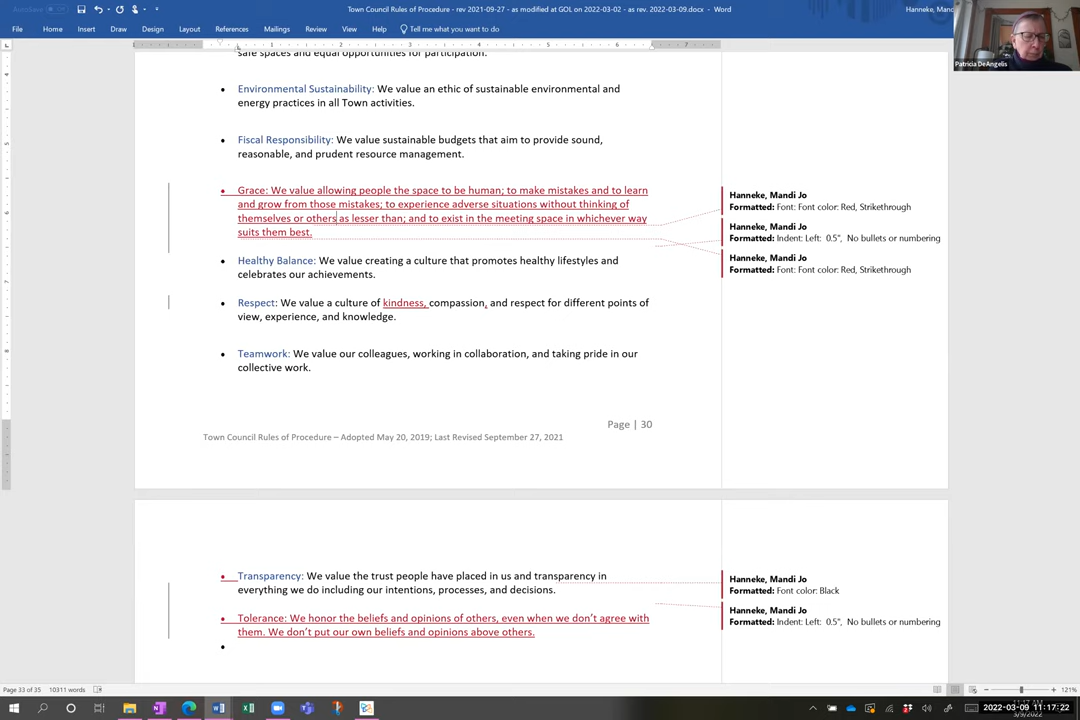 AutoSave Off
Town Council Rules of Procedure - rev 2021-09-27 - as modified at GOL on 2022-03-02 - as rev. 2022-03-09.docx - Word
Hanneke, Mand
File Home Insert Draw Design Layout References Mailings Review View Help Tell me what you want to do
Patricia DeAngelis
1 2 3 4 5 6 7
safe spaces and equal opportunities for participation.
• Environmental Sustainability: We value an ethic of sustainable environmental and
energy practices in all Town activities.
• Fiscal Responsibility: We value sustainable budgets that aim to provide sound,
reasonable, and prudent resource management.
• Grace: We value allowing people the space to be human; to make mistakes and to learn
and grow from those mistakes; to experience adverse situations without thinking of
themselves or others as lesser than; and to exist in the meeting space in whichever way
suits them best.
• Healthy Balance: We value creating a culture that promotes healthy lifestyles and
celebrates our achievements.
• Respect: We value a culture of kindness, compassion, and respect for different points of
view, experience, and knowledge.
• Teamwork: We value our colleagues, working in collaboration, and taking pride in our
collective work.
Page | 30
Town Council Rules of Procedure – Adopted May 20, 2019; Last Revised September 27, 2021
Hanneke, Mandi Jo
Formatted: Font: Font color: Red, Strikethrough
Hanneke, Mandi Jo
Formatted: Indent: Left: 0.5", No bullets or numbering
Hanneke, Mandi Jo
Formatted: Font: Font color: Red, Strikethrough
• Transparency: We value the trust people have placed in us and transparency in
everything we do including our intentions, processes, and decisions.
• Tolerance: We honor the beliefs and opinions of others, even when we don't agree with
them. We don't put our own beliefs and opinions above others.
•
Hanneke, Mandi Jo
Formatted: Font color: Black
Hanneke, Mandi Jo
Formatted: Indent: Left: 0.5", No bullets or numbering
Page 33 of 35 10311 words
121%
2022-03-09 11:17:22
3/9/2022